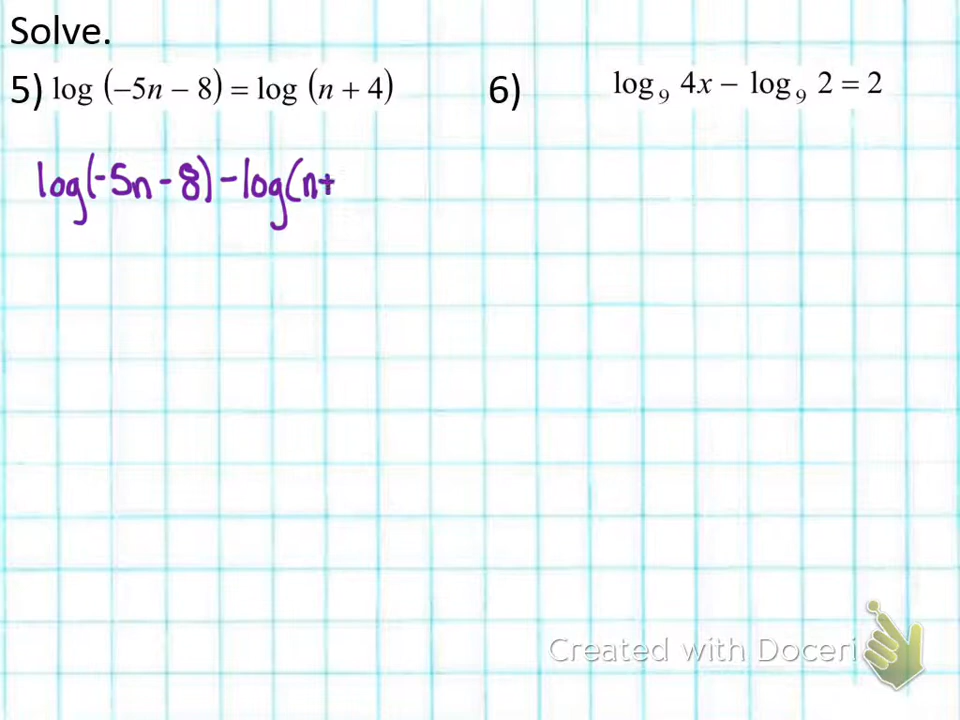 Solve.
5) log (−5n − 8) = log (n + 4)
6) log₉ 4x − log₉ 2 = 2
log(-5n - 8) - log(n+
Created with Doceri